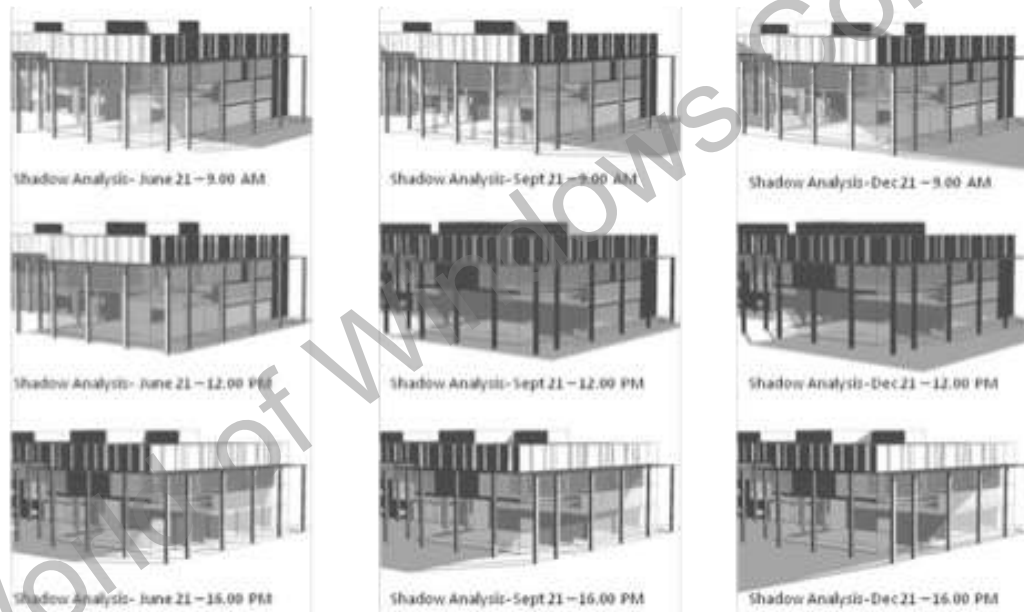 Shadow Analysis- June 21 – 9.00 AM
Shadow Analysis-Sept 21 – 9.00 AM
Shadow Analysis-Dec 21 – 9.00 AM
Shadow Analysis- June 21 – 12.00 PM
Shadow Analysis-Sept 21 – 12.00 PM
Shadow Analysis-Dec 21 – 12.00 PM
Shadow Analysis- June 21 – 16.00 PM
Shadow Analysis-Sept 21 – 16.00 PM
Shadow Analysis-Dec 21 – 16.00 PM
of Windows